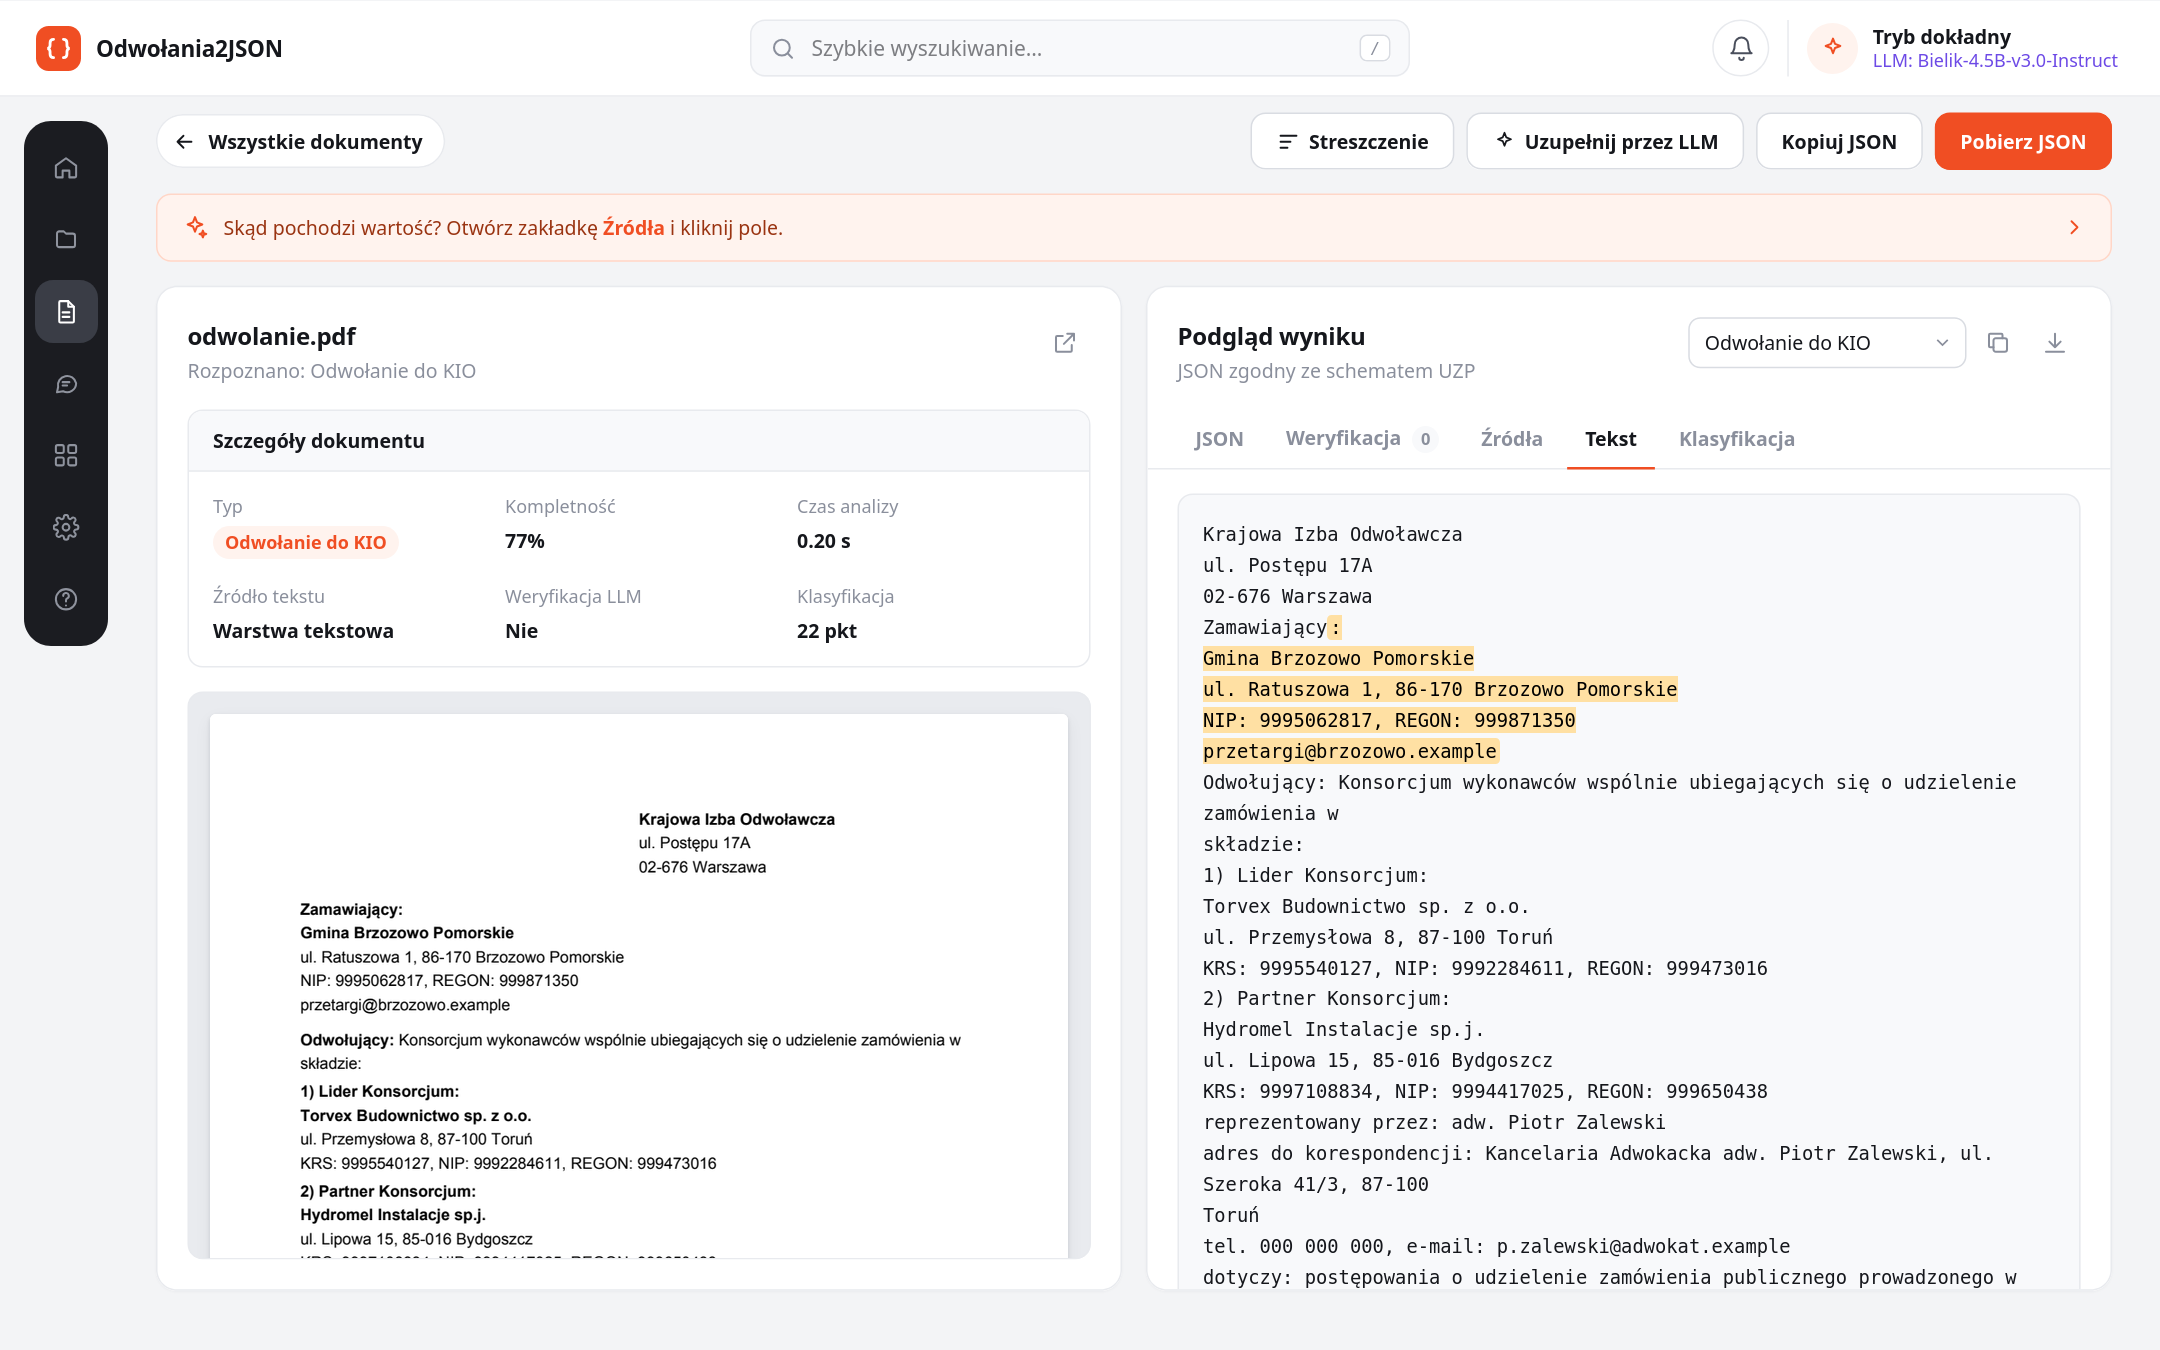 Odwołania2JSON
Szybkie wyszukiwanie...
/
Tryb dokładny
LLM: Bielik-4.5B-v3.0-Instruct
Wszystkie dokumenty
Streszczenie
Uzupełnij przez LLM
Kopiuj JSON
Pobierz JSON
Skąd pochodzi wartość? Otwórz zakładkę Źródła i kliknij pole.
odwolanie.pdf
Rozpoznano: Odwołanie do KIO
Szczegóły dokumentu
Typ
Odwołanie do KIO
Kompletność
77%
Czas analizy
0.20 s
Źródło tekstu
Warstwa tekstowa
Weryfikacja LLM
Nie
Klasyfikacja
22 pkt
Krajowa Izba Odwoławcza
ul. Postępu 17A
02-676 Warszawa
Zamawiający:
Gmina Brzozowo Pomorskie
ul. Ratuszowa 1, 86-170 Brzozowo Pomorskie
NIP: 9995062817, REGON: 999871350
przetargi@brzozowo.example
Odwołujący: Konsorcjum wykonawców wspólnie ubiegających się o udzielenie zamówienia w
składzie:
1) Lider Konsorcjum:
Torvex Budownictwo sp. z o.o.
ul. Przemysłowa 8, 87-100 Toruń
KRS: 9995540127, NIP: 9992284611, REGON: 999473016
2) Partner Konsorcjum:
Hydromel Instalacje sp.j.
ul. Lipowa 15, 85-016 Bydgoszcz
Podgląd wyniku
JSON zgodny ze schematem UZP
Odwołanie do KIO
JSON
Weryfikacja 0
Źródła
Tekst
Klasyfikacja
Krajowa Izba Odwoławcza
ul. Postępu 17A
02-676 Warszawa
Zamawiający:
Gmina Brzozowo Pomorskie
ul. Ratuszowa 1, 86-170 Brzozowo Pomorskie
NIP: 9995062817, REGON: 999871350
przetargi@brzozowo.example
Odwołujący: Konsorcjum wykonawców wspólnie ubiegających się o udzielenie
zamówienia w
składzie:
1) Lider Konsorcjum:
Torvex Budownictwo sp. z o.o.
ul. Przemysłowa 8, 87-100 Toruń
KRS: 9995540127, NIP: 9992284611, REGON: 999473016
2) Partner Konsorcjum:
Hydromel Instalacje sp.j.
ul. Lipowa 15, 85-016 Bydgoszcz
KRS: 9997108834, NIP: 9994417025, REGON: 999650438
reprezentowany przez: adw. Piotr Zalewski
adres do korespondencji: Kancelaria Adwokacka adw. Piotr Zalewski, ul.
Szeroka 41/3, 87-100
Toruń
tel. 000 000 000, e-mail: p.zalewski@adwokat.example
dotyczy: postępowania o udzielenie zamówienia publicznego prowadzonego w